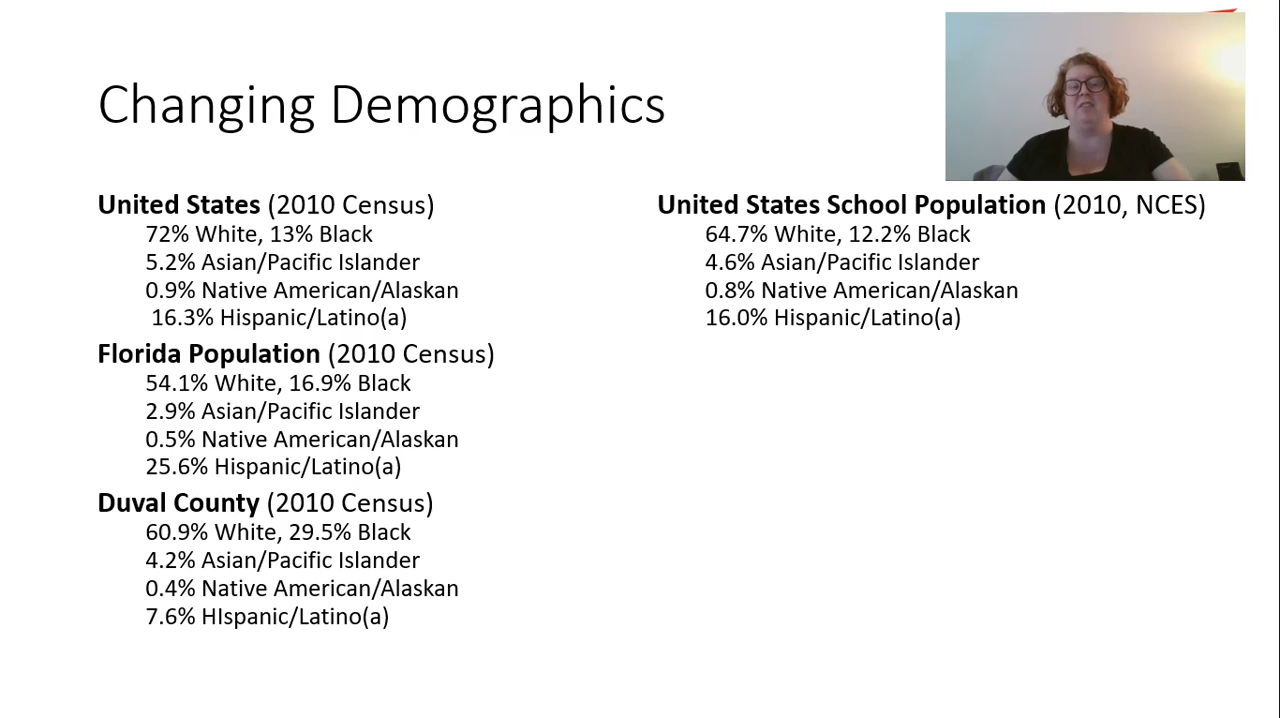 Changing Demographics
United States (2010 Census)
72% White, 13% Black
5.2% Asian/Pacific Islander
0.9% Native American/Alaskan
16.3% Hispanic/Latino(a)
Florida Population (2010 Census)
54.1% White, 16.9% Black
2.9% Asian/Pacific Islander
0.5% Native American/Alaskan
25.6% Hispanic/Latino(a)
Duval County (2010 Census)
60.9% White, 29.5% Black
4.2% Asian/Pacific Islander
0.4% Native American/Alaskan
7.6% HIspanic/Latino(a)
United States School Population (2010, NCES)
64.7% White, 12.2% Black
4.6% Asian/Pacific Islander
0.8% Native American/Alaskan
16.0% Hispanic/Latino(a)